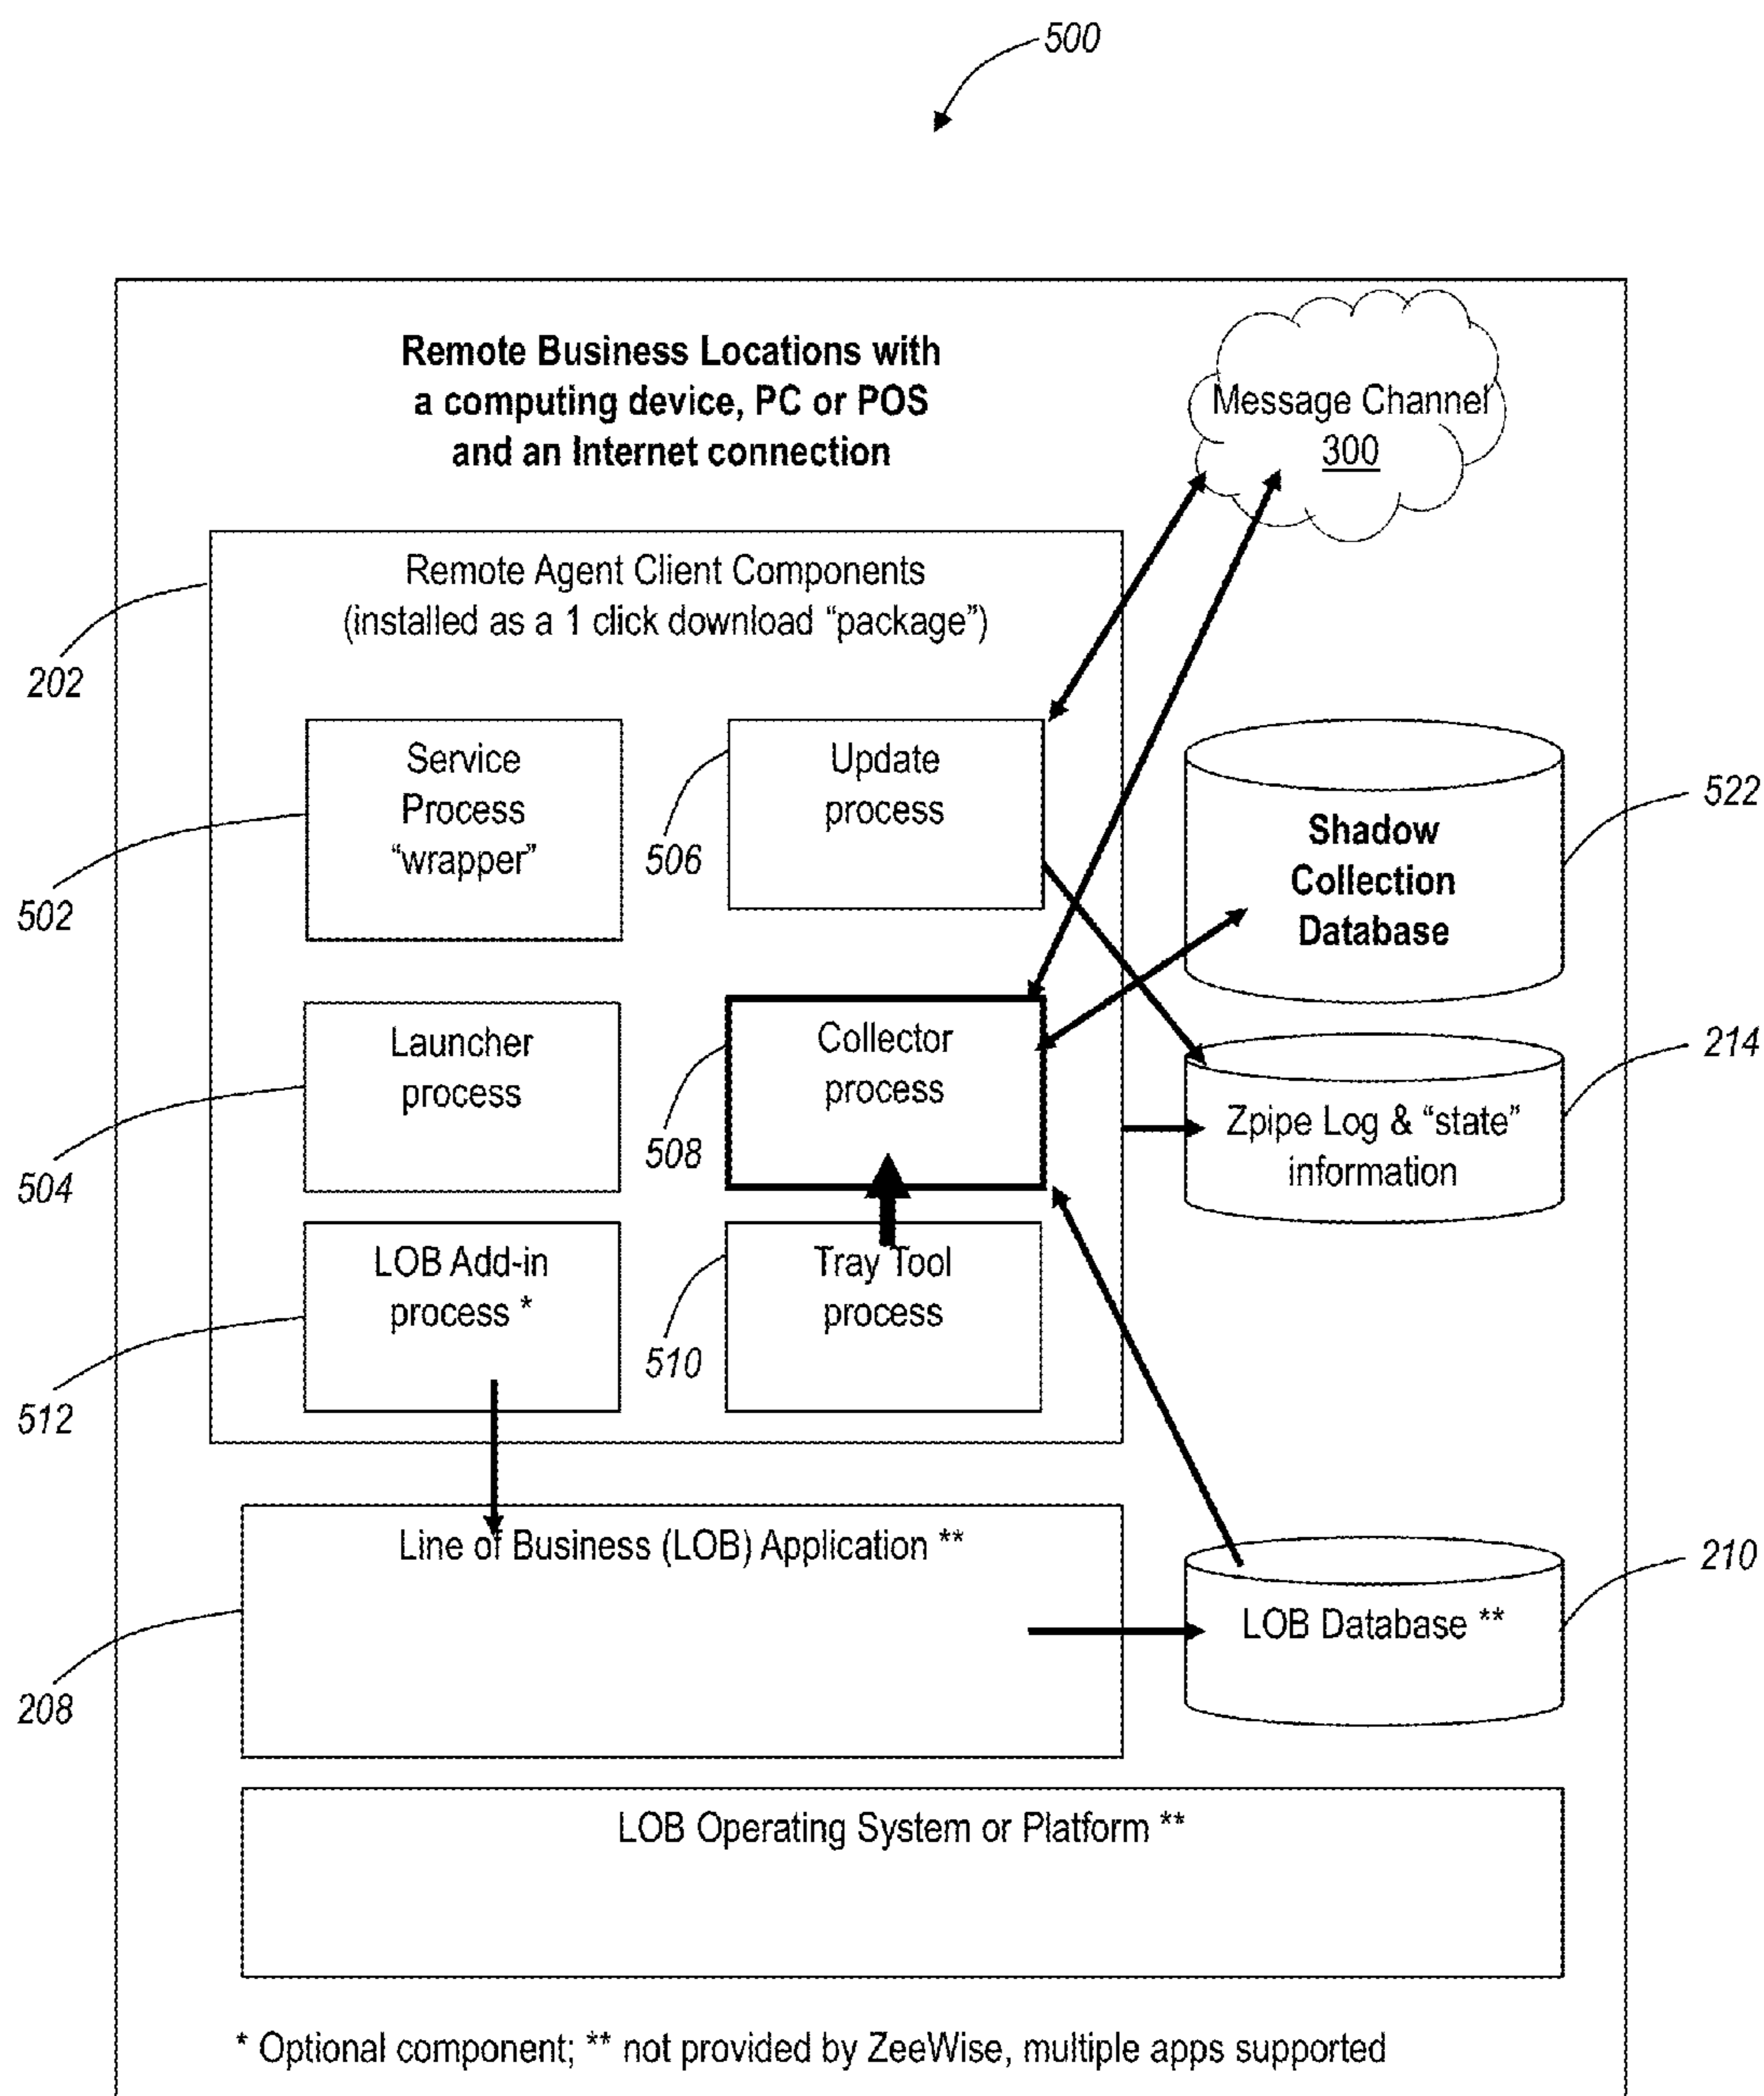 500
Remote Business Locations with
a computing device, PC or POS
and an Internet connection
Message Channel
300
Remote Agent Client Components
(installed as a 1 click download “package”)
202
Service
Process
“wrapper”
502
Update
process
506
Shadow
Collection
Database
522
Launcher
process
504
Collector
process
508
Zpipe Log & “state”
information
214
LOB Add-in
process *
512
Tray Tool
process
510
Line of Business (LOB) Application **
208
LOB Database **
210
LOB Operating System or Platform **
* Optional component; ** not provided by ZeeWise, multiple apps supported